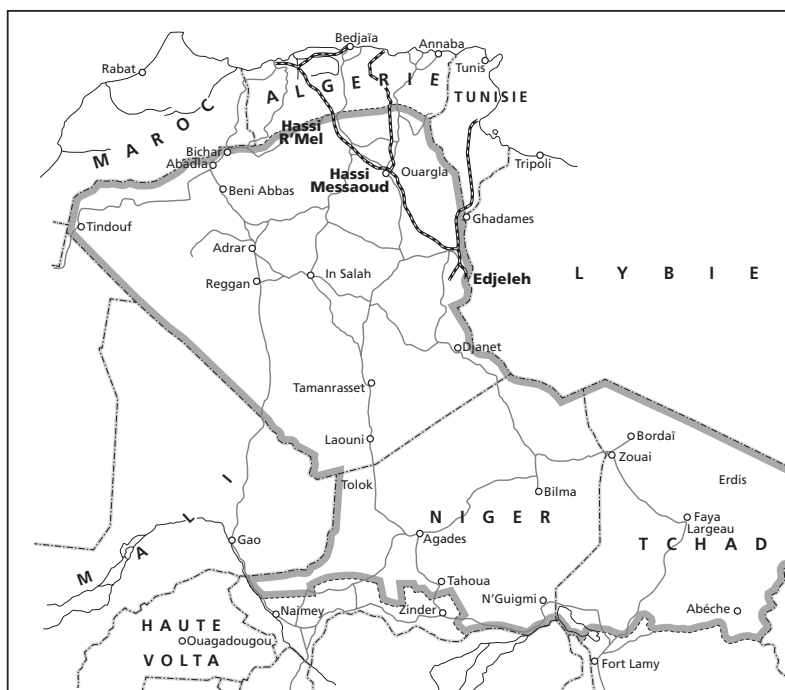 Bedjaïa
Annaba
Rabat
Tunis
ALGERIE
TUNISIE
MAROC
Hassi
R'Mel
Bichar
Abadla
Tripoli
Hassi
Messaoud
Ouargla
Beni Abbas
Ghadames
Tindouf
Adrar
In Salah
Reggan
Edjeleh
LYBIE
Djanet
Tamanrasset
Laouni
Bordaï
Zouai
Tolok
Erdis
Bilma
NIGER
Faya
Largeau
MALI
Gao
Agades
TCHAD
Tahoua
N'Guigmi
Zinder
Abéche
Naimey
HAUTE
Ouagadougou
VOLTA
Fort Lamy